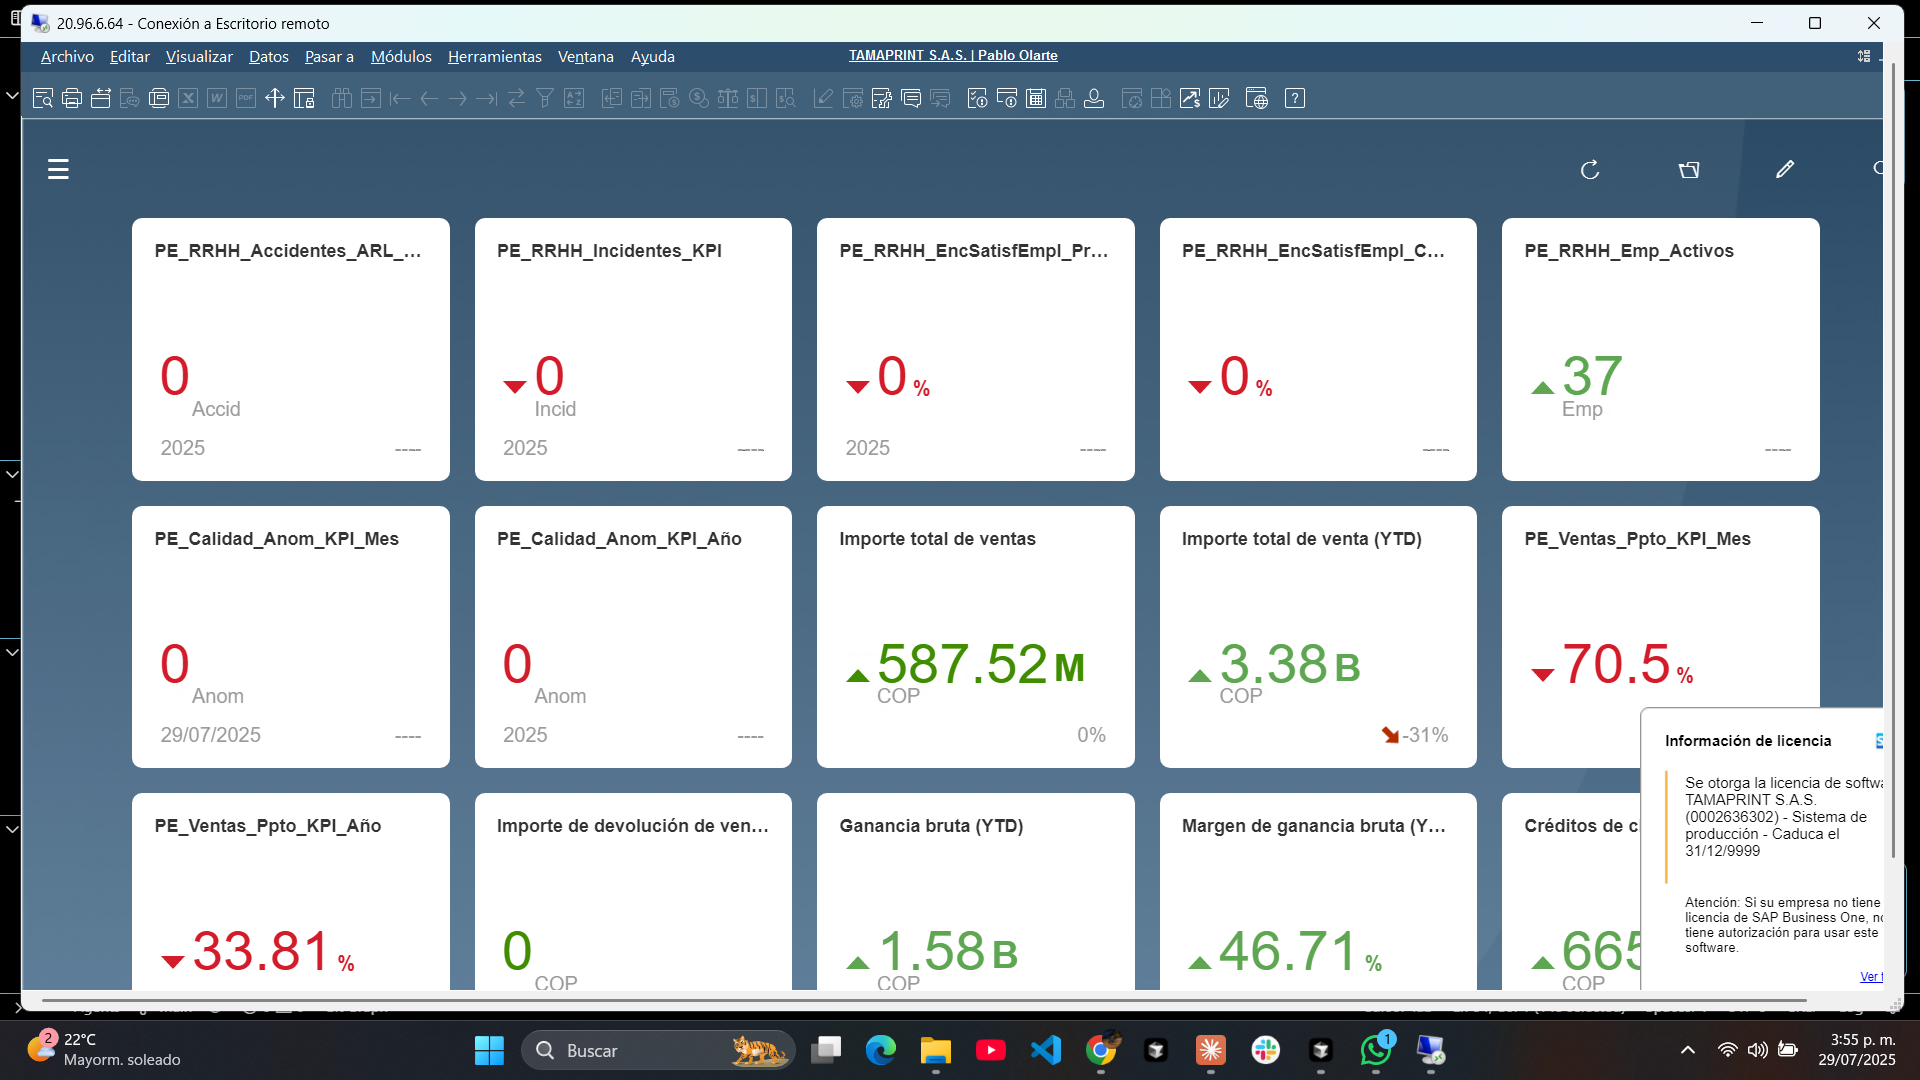 20.96.6.64 - Conexión a Escritorio remoto
Archivo Editar Visualizar Datos Pasar a Módulos Herramientas Ventana Ayuda
TAMAPRINT S.A.S. | Pablo Olarte
PE_RRHH_Accidentes_ARL_...
0
Accid
2025
----
PE_RRHH_Incidentes_KPI
0
Incid
2025
----
PE_RRHH_EncSatisfEmpl_Pr...
0 %
2025
----
PE_RRHH_EncSatisfEmpl_C...
0 %
----
PE_RRHH_Emp_Activos
37
Emp
----
PE_Calidad_Anom_KPI_Mes
0
Anom
29/07/2025
----
PE_Calidad_Anom_KPI_Año
0
Anom
2025
----
Importe total de ventas
587.52 M
COP
0%
Importe total de venta (YTD)
3.38 B
COP
-31%
PE_Ventas_Ppto_KPI_Mes
70.5 %
PE_Ventas_Ppto_KPI_Año
33.81 %
Importe de devolución de ven...
0
COP
Ganancia bruta (YTD)
1.58 B
COP
Margen de ganancia bruta (Y...
46.71 %
Créditos de
665
COP
Información de licencia
Se otorga la licencia de
TAMAPRINT S.A.S.
(0002636302) - Sistema de
producción - Caduca el
31/12/9999
Atención: Si su empresa no tiene
licencia de SAP Business One,
tiene autorización para usar este
software.
Ver
2
22°C
Mayorm. soleado
Buscar
1
3:55 p. m.
29/07/2025